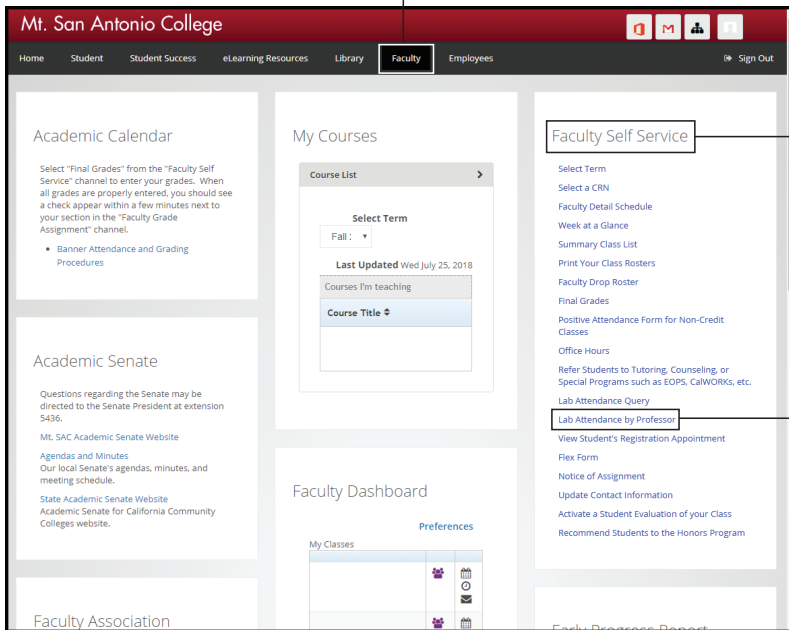 Mt. San Antonio College
Home Student Student Success eLearning Resources Library Faculty Employees Sign Out
Academic Calendar
Select "Final Grades" from the "Faculty Self
Service" channel to enter your grades. When
all grades are properly entered, you should see
a check appear within a few minutes next to
your section in the "Faculty Grade
Assignment" channel.
Banner Attendance and Grading
Procedures
Academic Senate
Questions regarding the Senate may be
directed to the Senate President at extension
5436.
Mt. SAC Academic Senate Website
Agendas and Minutes
Our local Senate's agendas, minutes, and
meeting schedule.
State Academic Senate Website
Academic Senate for California Community
Colleges website.
Faculty Association
My Courses
Course List
Select Term
Fall :
Last Updated Wed July 25, 2018
Courses I'm teaching
Course Title
Faculty Dashboard
Preferences
My Classes
Faculty Self Service
Select Term
Select a CRN
Faculty Detail Schedule
Week at a Glance
Summary Class List
Print Your Class Rosters
Faculty Drop Roster
Final Grades
Positive Attendance Form for Non-Credit
Classes
Office Hours
Refer Students to Tutoring, Counseling, or
Special Programs such as EOPS, CalWORKs, etc.
Lab Attendance Query
Lab Attendance by Professor
View Student's Registration Appointment
Flex Form
Notice of Assignment
Update Contact Information
Activate a Student Evaluation of your Class
Recommend Students to the Honors Program
Early Progress Report